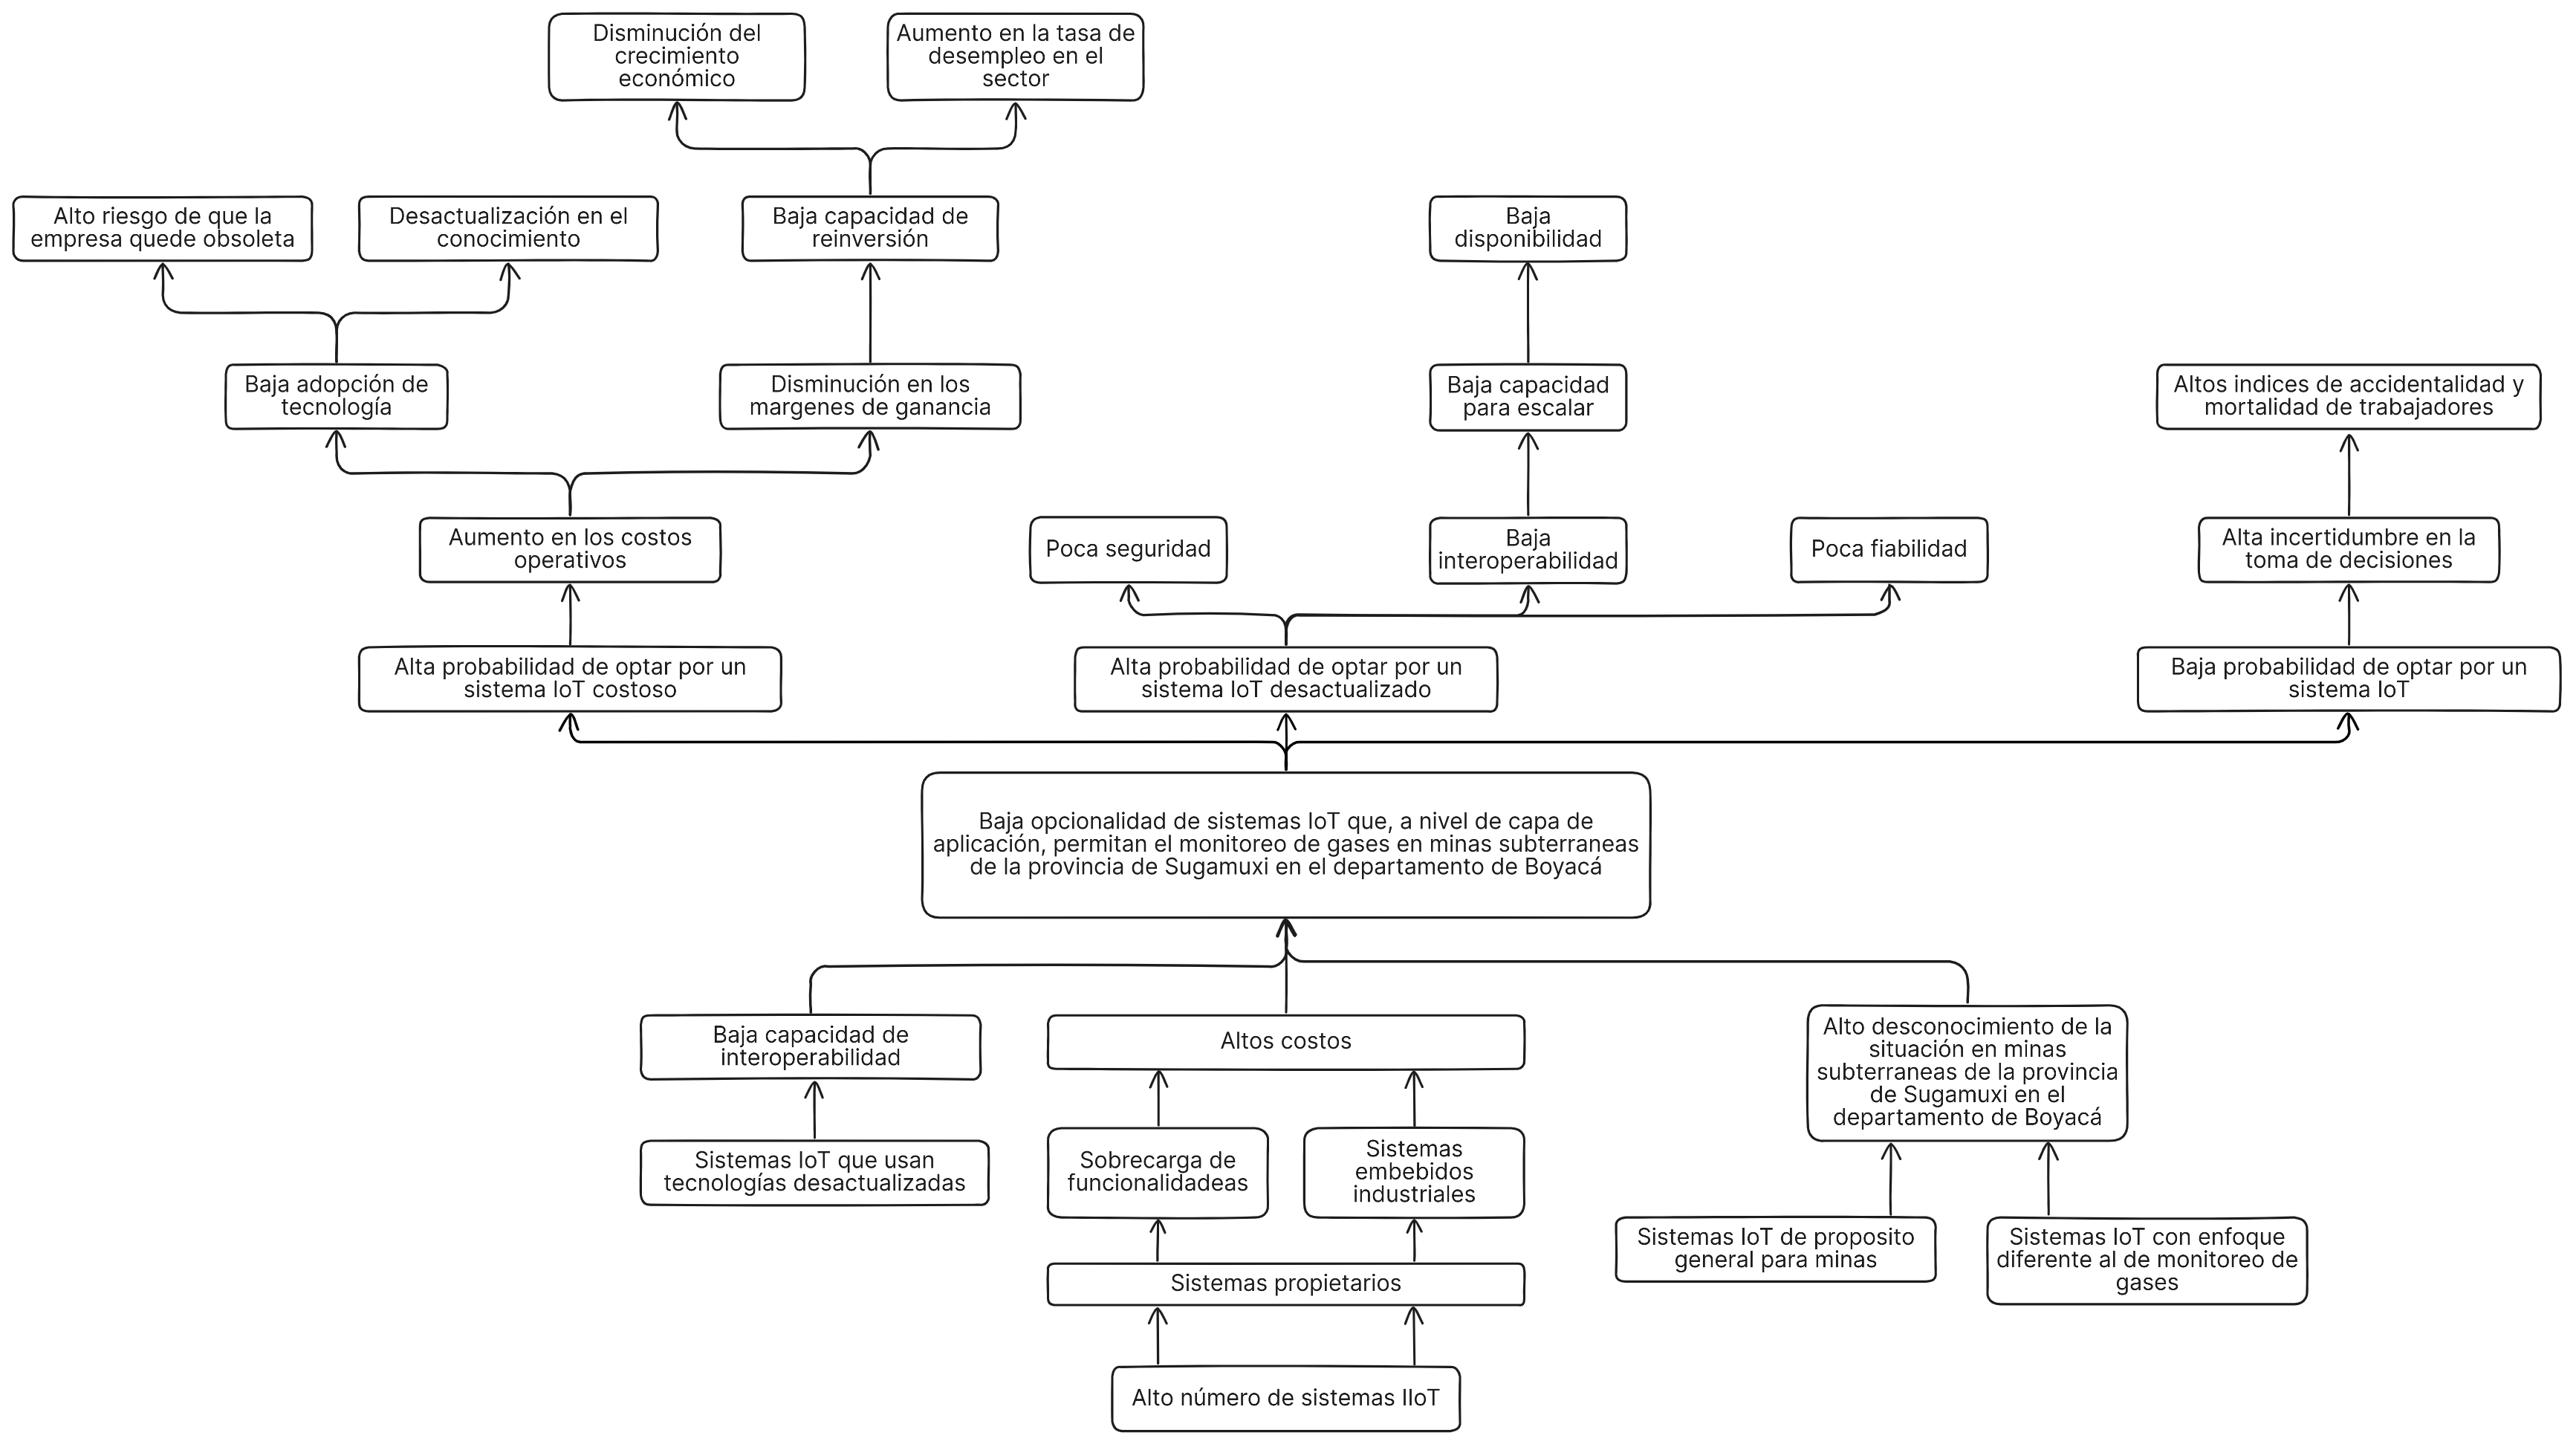 Disminución del
crecimiento
económico
Aumento en la tasa de
desempleo en el
sector
Alto riesgo de que la
empresa quede obsoleta
Desactualización en el
conocimiento
Baja capacidad de
reinversión
Baja
disponibilidad
Baja adopción de
tecnología
Disminución en los
margenes de ganancia
Baja capacidad
para escalar
Altos indices de accidentalidad y
mortalidad de trabajadores
Aumento en los costos
operativos
Poca seguridad
Baja
interoperabilidad
Poca fiabilidad
Alta incertidumbre en la
toma de decisiones
Alta probabilidad de optar por un
sistema IoT costoso
Alta probabilidad de optar por un
sistema IoT desactualizado
Baja probabilidad de optar por un
sistema IoT
Baja opcionalidad de sistemas IoT que, a nivel de capa de
aplicación, permitan el monitoreo de gases en minas subterraneas
de la provincia de Sugamuxi en el departamento de Boyacá
Baja capacidad de
interoperabilidad
Altos costos
Alto desconocimiento de la
situación en minas
subterraneas de la provincia
de Sugamuxi en el
departamento de Boyacá
Sistemas IoT que usan
tecnologías desactualizadas
Sobrecarga de
funcionalidadeas
Sistemas
embebidos
industriales
Sistemas IoT de proposito
general para minas
Sistemas IoT con enfoque
diferente al de monitoreo de
gases
Sistemas propietarios
Alto número de sistemas IIoT